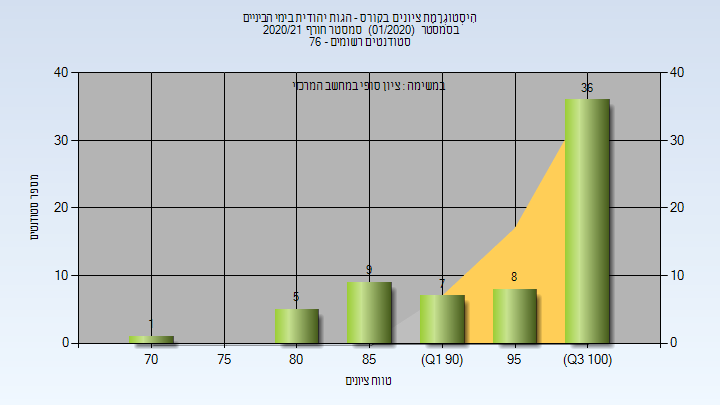 היסטוגרמת ציונים בקורס - הגות יהודית בימי הביניים
בסמסטר (01/2020) סמסטר חורף 2020/21
סטודנטים רשומים - 76
במשימה : ציון סופי במחשב המרכזי
40
30
20
10
0
40
30
20
10
0
מספר סטודנטים
1
5
9
7
8
36
70
75
80
85
(Q1 90)
95
(Q3 100)
טווח ציונים